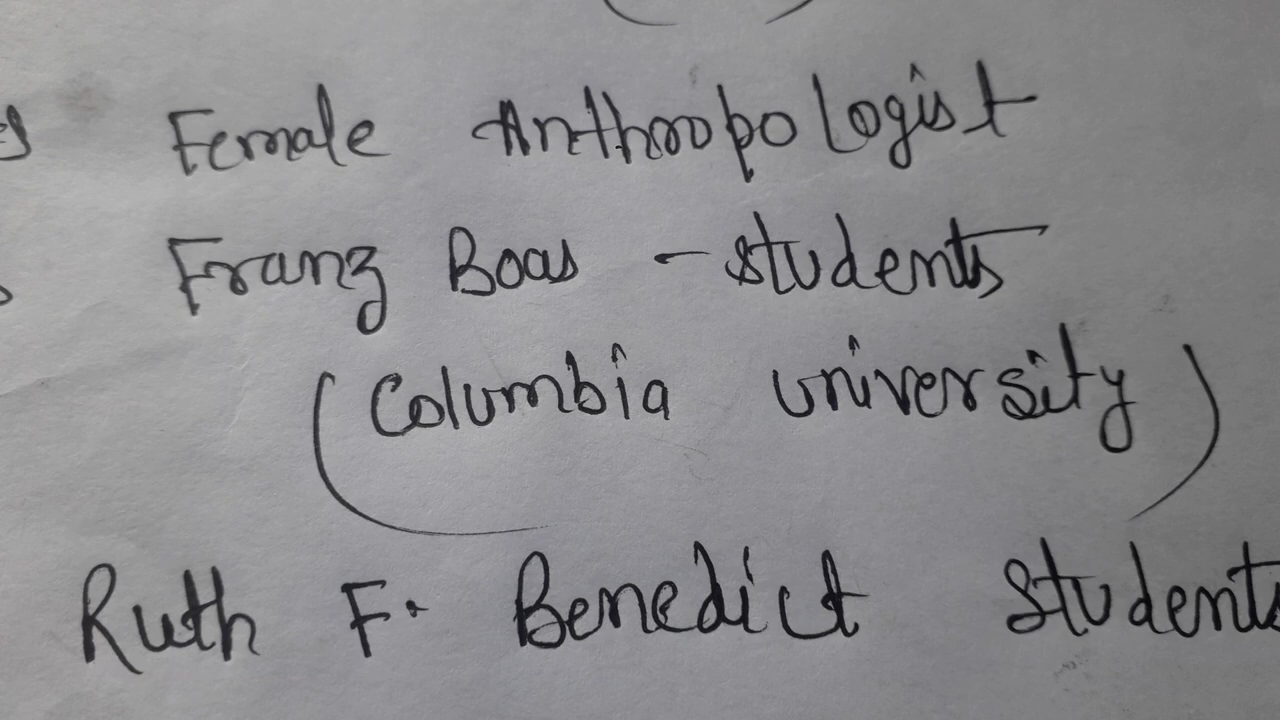 Female Anthropologist
Franz Boas - students
(Columbia university)
Ruth F. Benedict students